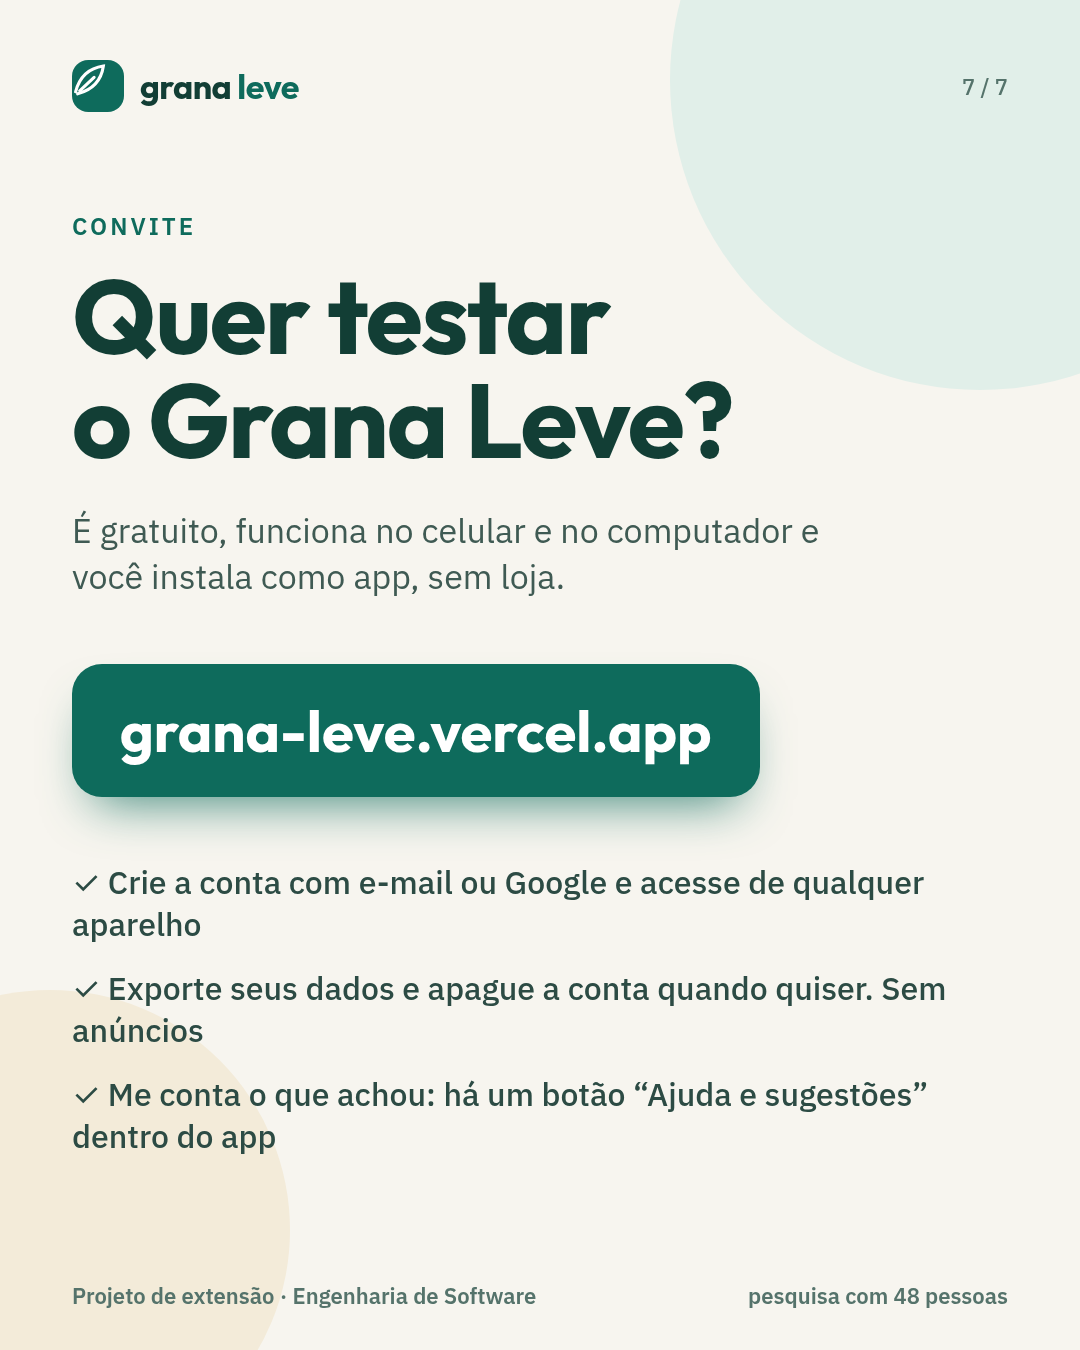 grana leve
7 / 7
CONVITE
Quer testar
o Grana Leve?
É gratuito, funciona no celular e no computador e
você instala como app, sem loja.
grana-leve.vercel.app
✓ Crie a conta com e-mail ou Google e acesse de qualquer
aparelho
✓ Exporte seus dados e apague a conta quando quiser. Sem
anúncios
✓ Me conta o que achou: há um botão “Ajuda e sugestões”
dentro do app
Projeto de extensão · Engenharia de Software
pesquisa com 48 pessoas